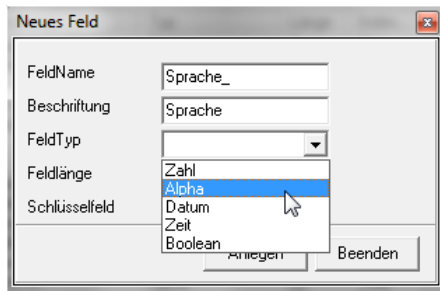 Neues Feld
FeldName
Sprache_
Beschriftung
Sprache
FeldTyp
Feldlänge
Schlüsselfeld
Zahl
Alpha
Datum
Zeit
Boolean
Anlegen
Beenden